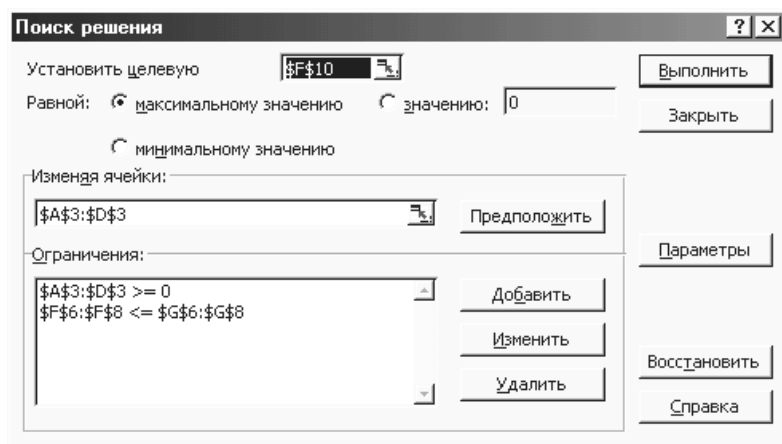 Поиск решения
Установить целевую $F$10 Выполнить
Равной: максимальному значению значению: 0 Закрыть
минимальному значению
Изменяя ячейки:
$A$3:$D$3 Предположить
Ограничения: Параметры
$A$3:$D$3 >= 0 Добавить
$F$6:$F$8 <= $G$6:$G$8
Изменить
Восстановить
Удалить
Справка